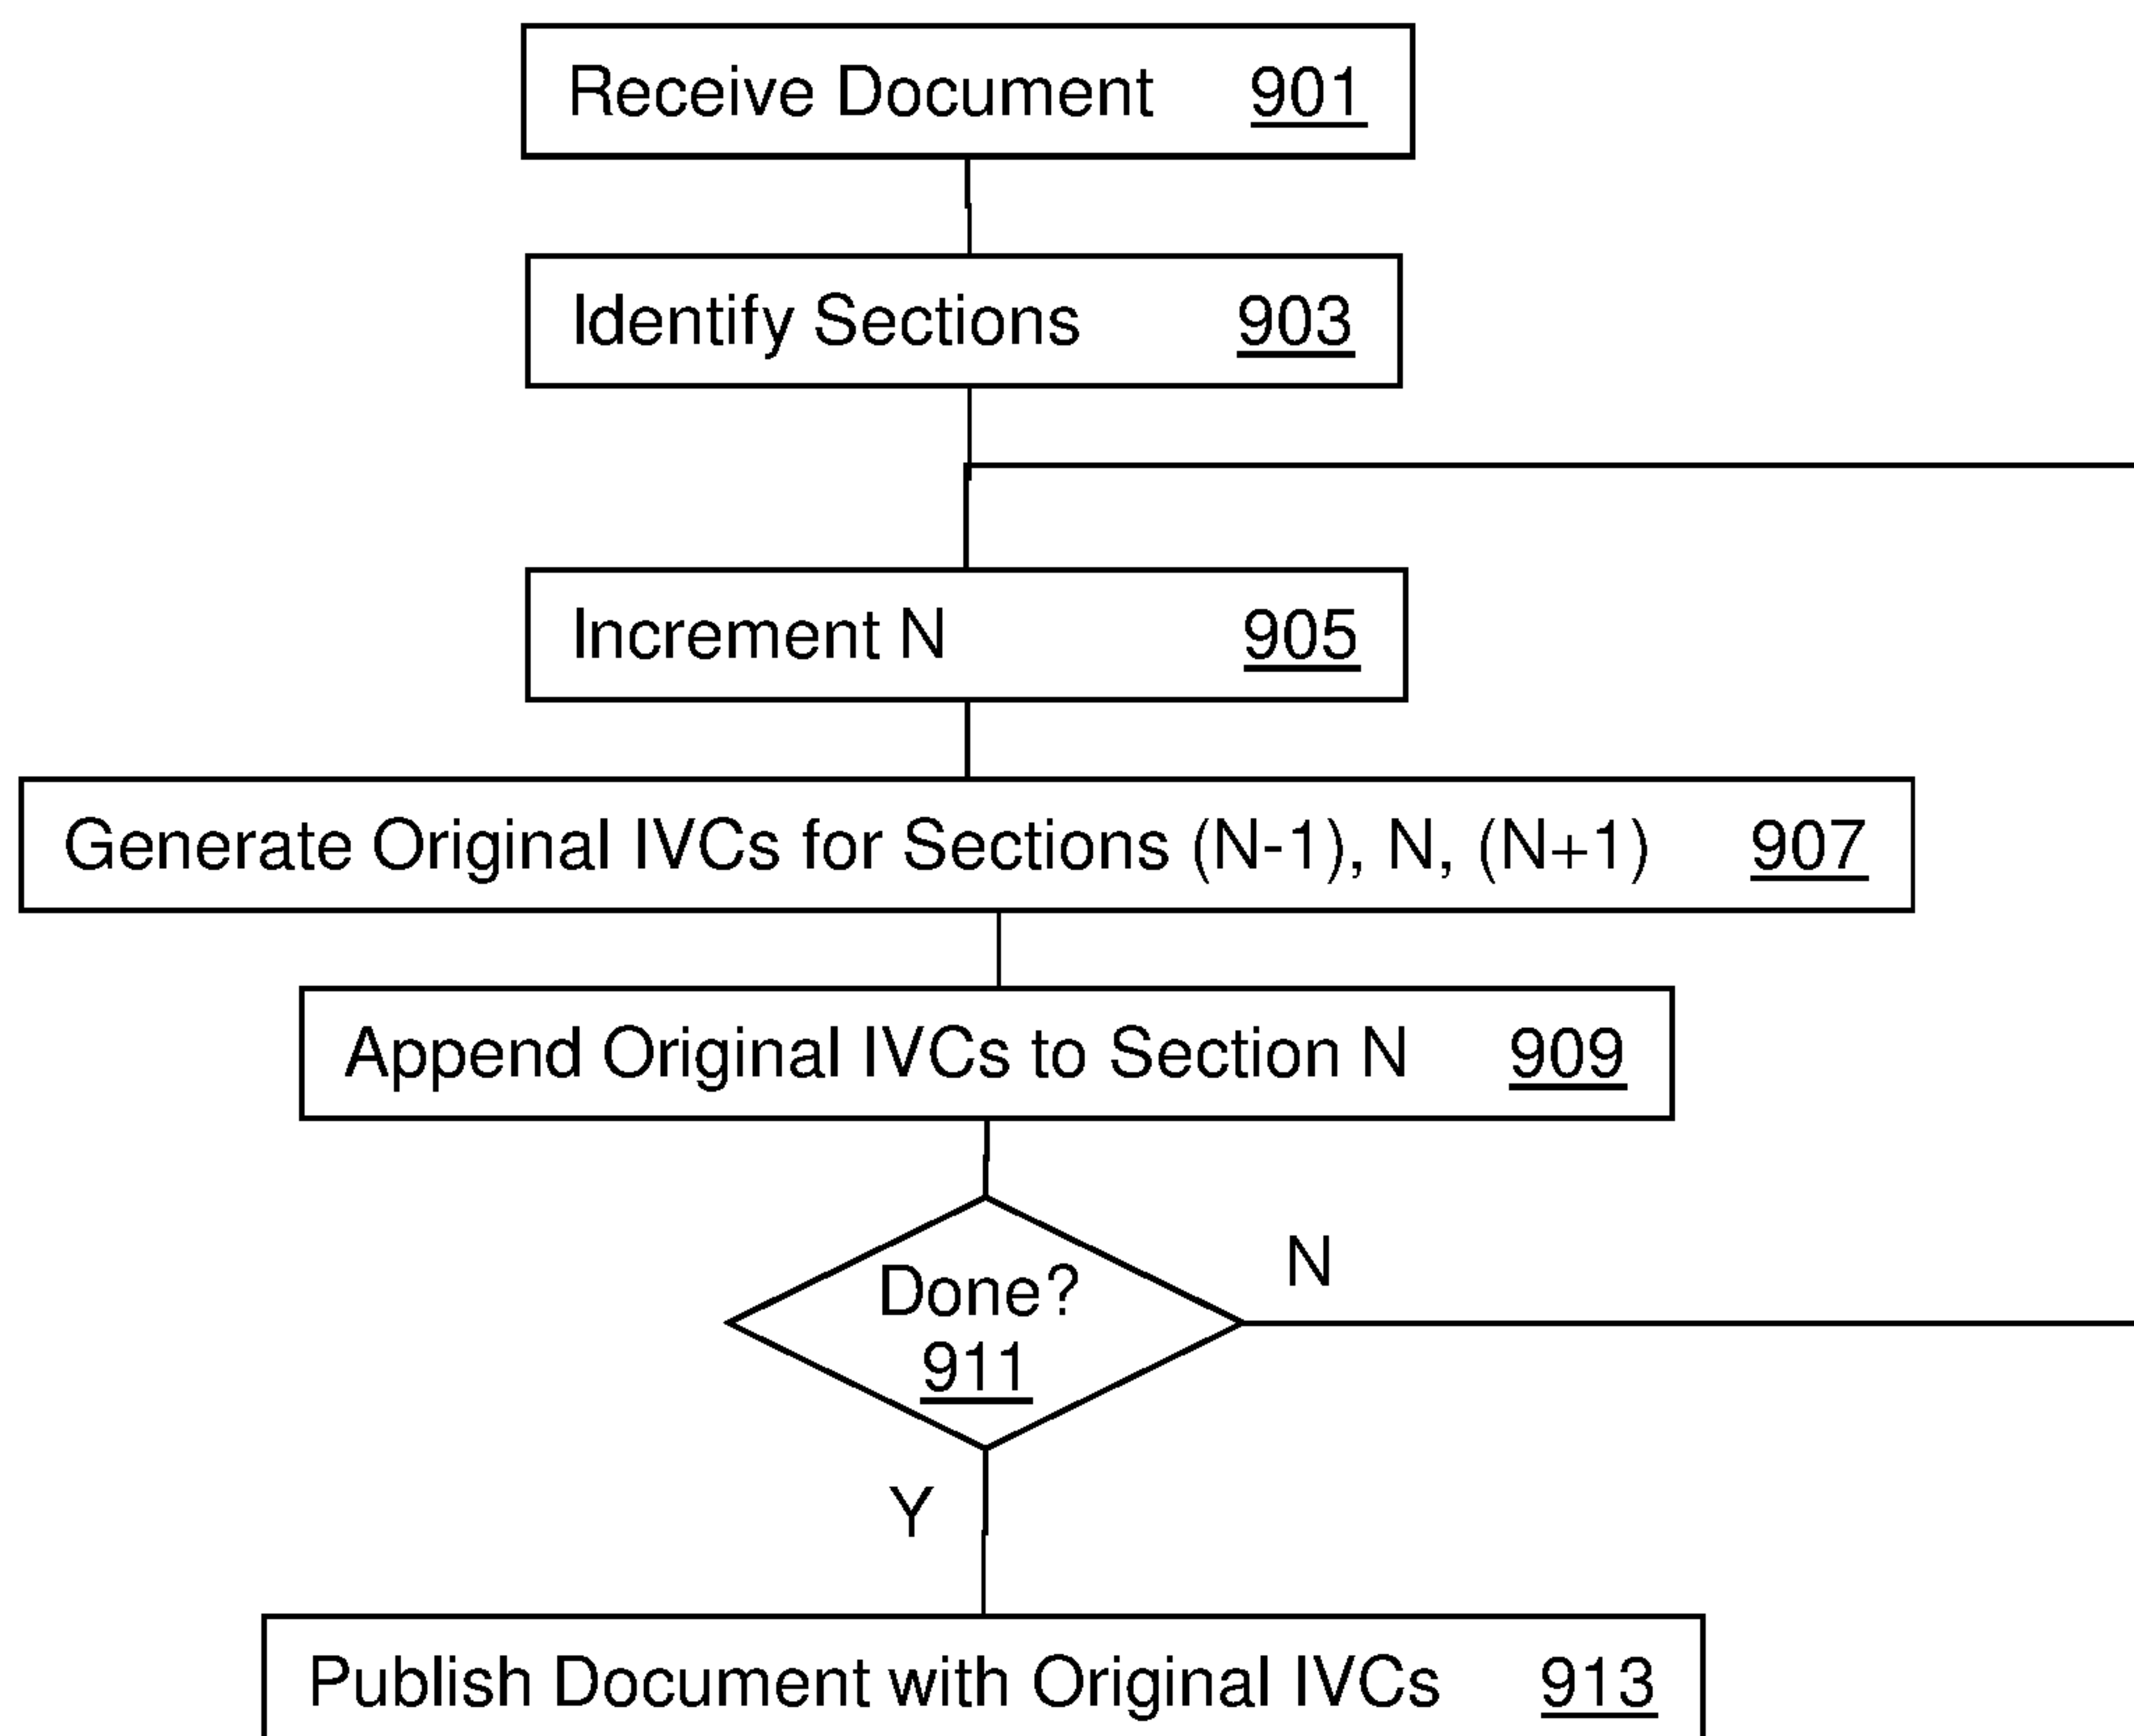 Receive Document 901
Identify Sections 903
Increment N 905
Generate Original IVCs for Sections (N-1), N, (N+1) 907
Append Original IVCs to Section N 909
N
Done?
911
Y
Publish Document with Original IVCs 913